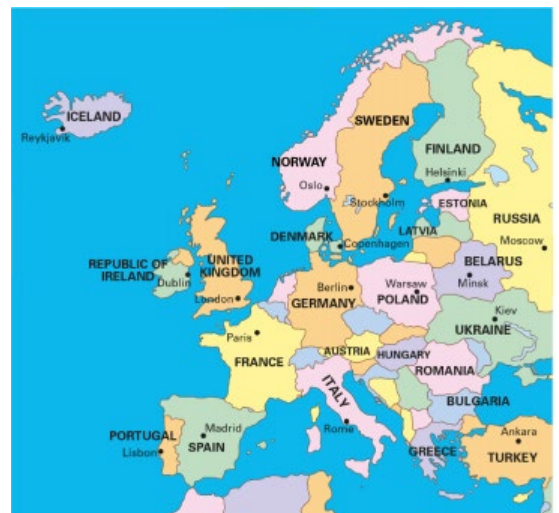 ICELAND
Reykjavik
SWEDEN
FINLAND
NORWAY
Helsinki
Oslo
Stockholm
ESTONIA
RUSSIA
LATVIA
DENMARK
Copenhagen
Moscow
REPUBLIC OF
IRELAND
Dublin
UNITED
KINGDOM
London
BELARUS
Minsk
Berlin
GERMANY
Warsaw
POLAND
Kiev
UKRAINE
Paris
FRANCE
AUSTRIA
HUNGARY
ROMANIA
ITALY
Rome
BULGARIA
PORTUGAL
Lisbon
Madrid
SPAIN
GREECE
Ankara
TURKEY